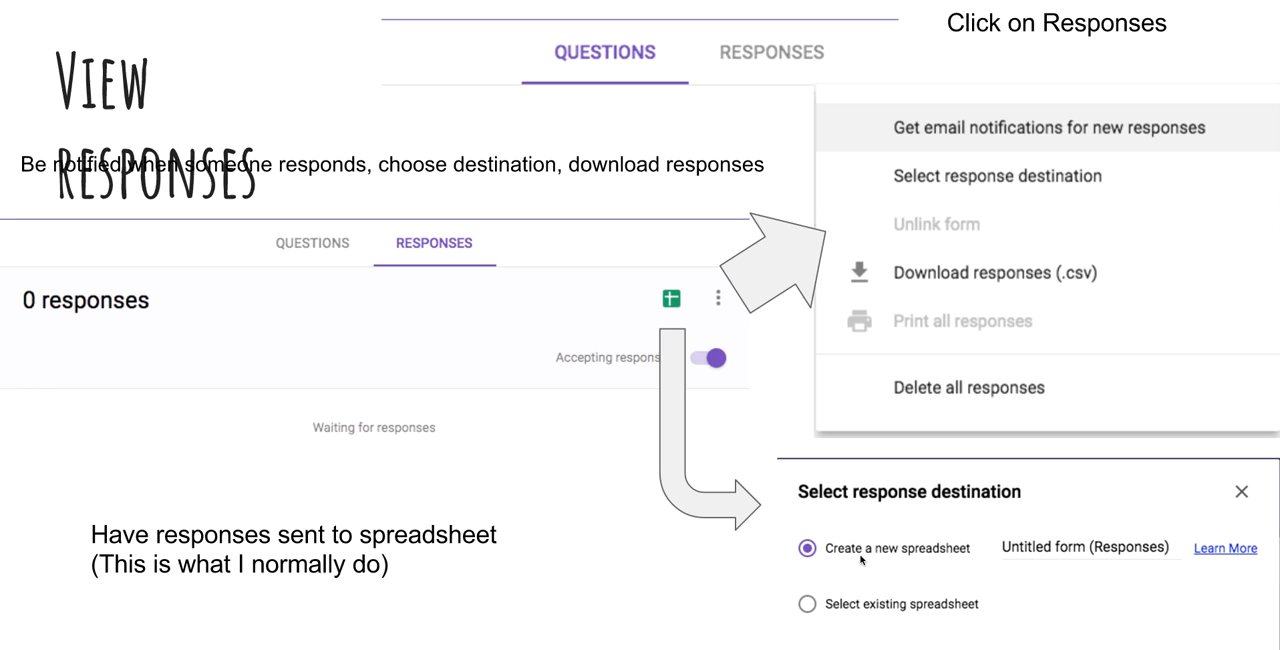 Click on Responses
QUESTIONS RESPONSES
View
responses
Be notified when someone responds, choose destination, download responses
Get email notifications for new responses
Select response destination
Unlink form
Download responses (.csv)
Print all responses
Delete all responses
QUESTIONS RESPONSES
0 responses
Accepting respons
Waiting for responses
Have responses sent to spreadsheet
(This is what I normally do)
Select response destination
Create a new spreadsheet Untitled form (Responses) Learn More
Select existing spreadsheet